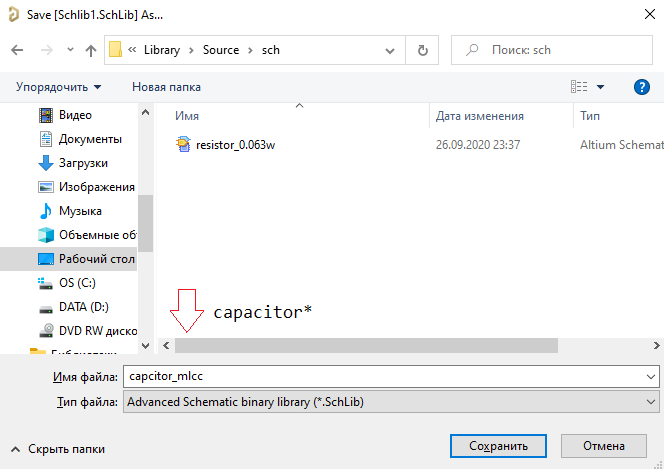 Save [Schlib1.SchLib] As...
« Library > Source > sch
Поиск: sch
Упорядочить
Новая папка
?
Видео
Документы
Загрузки
Изображения
Музыка
Объемные об
Рабочий стол
OS (C:)
DATA (D:)
DVD RW диско
Библиотеки
Имя
Дата изменения
Тип
resistor_0.063w
26.09.2020 23:37
Altium Schemat
capacitor*
Имя файла: capcitor_mlcc
Тип файла: Advanced Schematic binary library (*.SchLib)
Скрыть папки
Сохранить
Отмена